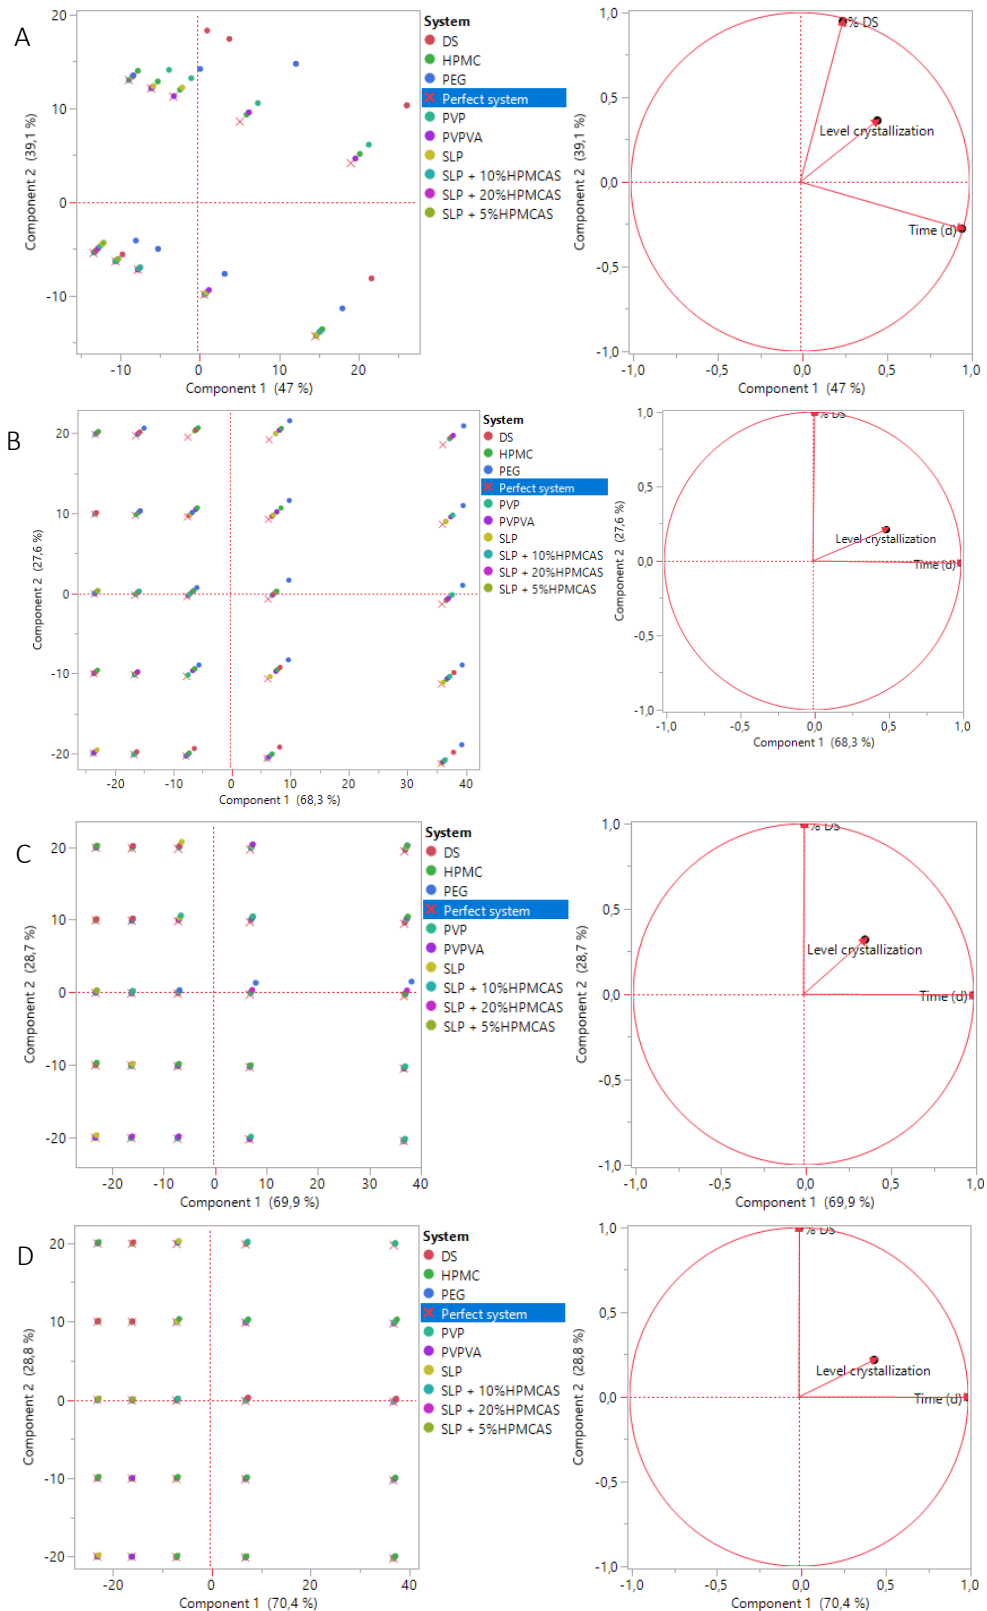 A
System
DS
HPMC
PEG
Perfect system
PVP
PVPVA
SLP
SLP + 10%HPMCAS
SLP + 20%HPMCAS
SLP + 5%HPMCAS
Component 2 (39,1 %)
20
10
0
-10
-10 0 10 20
Component 1 (47 %)
Component 2 (39,1 %)
1,0
0,5
0,0
-0,5
-1,0
% DS
Level crystallization
Time (d)
-1,0 -0,5 0,0 0,5 1,0
Component 1 (47 %)
B
System
DS
HPMC
PEG
Perfect system
PVP
PVPVA
SLP
SLP + 10%HPMCAS
SLP + 20%HPMCAS
SLP + 5%HPMCAS
Component 2 (27,6 %)
20
10
0
-10
-20
-20 -10 0 10 20 30 40
Component 1 (68,3 %)
Component 2 (27,6 %)
1,0
0,5
0,0
-0,5
-1,0
% DS
Level crystallization
Time (d)
-1,0 -0,5 0,0 0,5 1,0
Component 1 (68,3 %)
C
System
DS
HPMC
PEG
Perfect system
PVP
PVPVA
SLP
SLP + 10%HPMCAS
SLP + 20%HPMCAS
SLP + 5%HPMCAS
Component 2 (28,7 %)
20
10
0
-10
-20
-20 -10 0 10 20 30 40
Component 1 (69,9 %)
Component 2 (28,7 %)
1,0
0,5
0,0
-0,5
-1,0
% DS
Level crystallization
Time (d)
-1,0 -0,5 0,0 0,5 1,0
Component 1 (69,9 %)
D
System
DS
HPMC
PEG
Perfect system
PVP
PVPVA
SLP
SLP + 10%HPMCAS
SLP + 20%HPMCAS
SLP + 5%HPMCAS
Component 2 (28,8 %)
20
10
0
-10
-20
-20 0 20 40
Component 1 (70,4 %)
Component 2 (28,8 %)
1,0
0,5
0,0
-0,5
-1,0
% DS
Level crystallization
Time (d)
-1,0 -0,5 0,0 0,5 1,0
Component 1 (70,4 %)